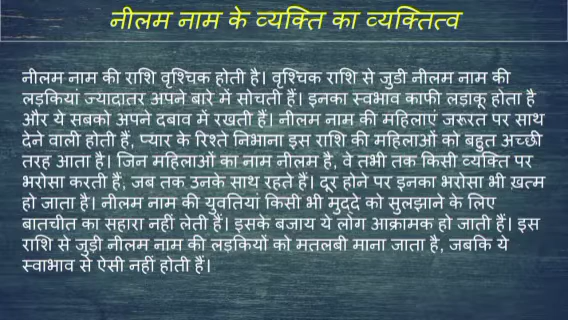 नीलम नाम के व्यक्ति का व्यक्तित्व
नीलम नाम की राशि वृश्चिक होती है। वृश्चिक राशि से जुडी नीलम नाम की
लड़कियां ज्यादातर अपने बारे में सोचती हैं। इनका स्वभाव काफी लड़ाकू होता है
और ये सबको अपने दबाव में रखती हैं। नीलम नाम की महिलाएं जरूरत पर साथ
देने वाली होती हैं, प्यार के रिश्ते निभाना इस राशि की महिलाओं को बहुत अच्छी
तरह आता है। जिन महिलाओं का नाम नीलम है, वे तभी तक किसी व्यक्ति पर
भरोसा करती हैं, जब तक उनके साथ रहते हैं। दूर होने पर इनका भरोसा भी ख़त्म
हो जाता है। नीलम नाम की युवतियां किसी भी मुद्दे को सुलझाने के लिए
बातचीत का सहारा नहीं लेती हैं। इसके बजाय ये लोग आक्रामक हो जाती हैं। इस
राशि से जुड़ी नीलम नाम की लड़कियों को मतलबी माना जाता है, जबकि ये
स्वाभाव से ऐसी नहीं होती हैं।